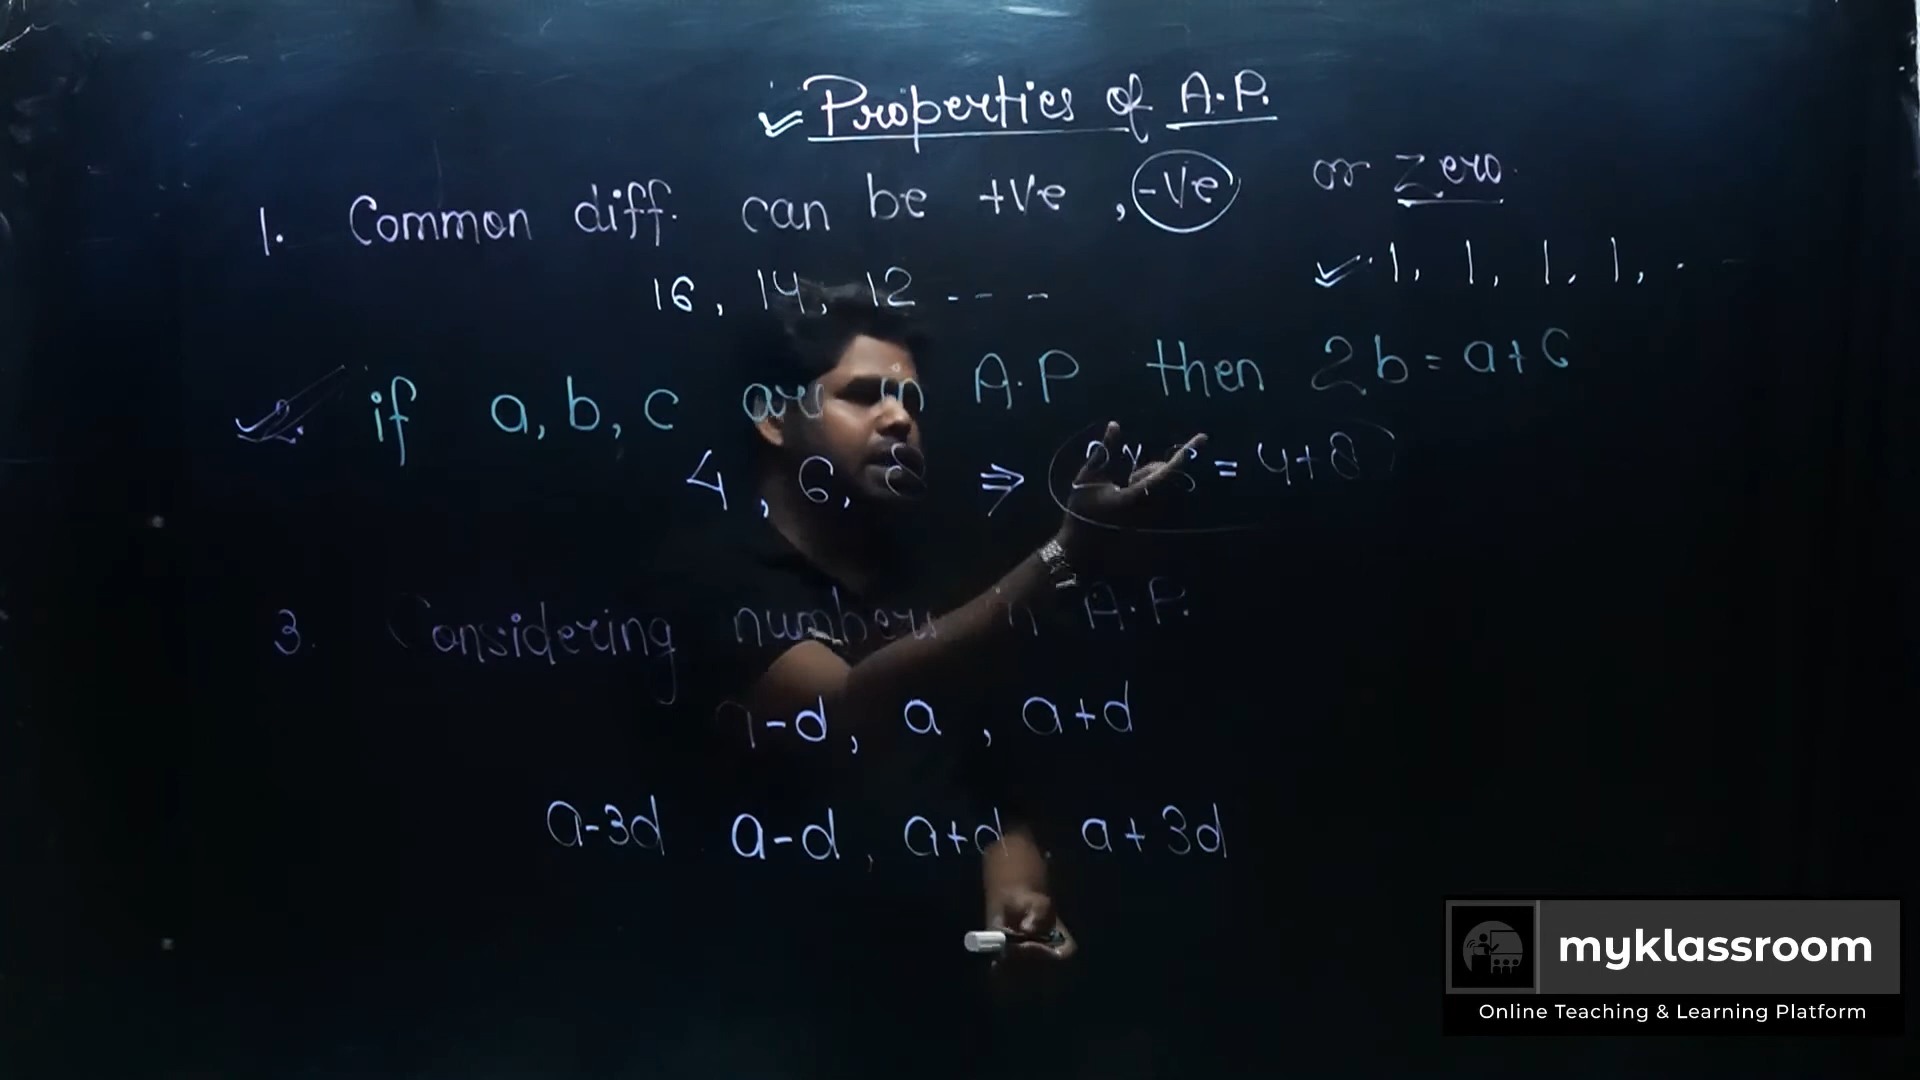 Properties of A.P.
1. Common diff. can be +ve, -ve or zero.
16, 14, 12 - - -
1, 1, 1, 1, . -
2. if a, b, c are in A.P then 2b = a+c
4, 6, 8 ⇒ 2×6 = 4+8
3. Considering numbers in A.P.
a-d, a, a+d
a-3d a-d, a+d, a+3d
myklassroom
Online Teaching & Learning Platform